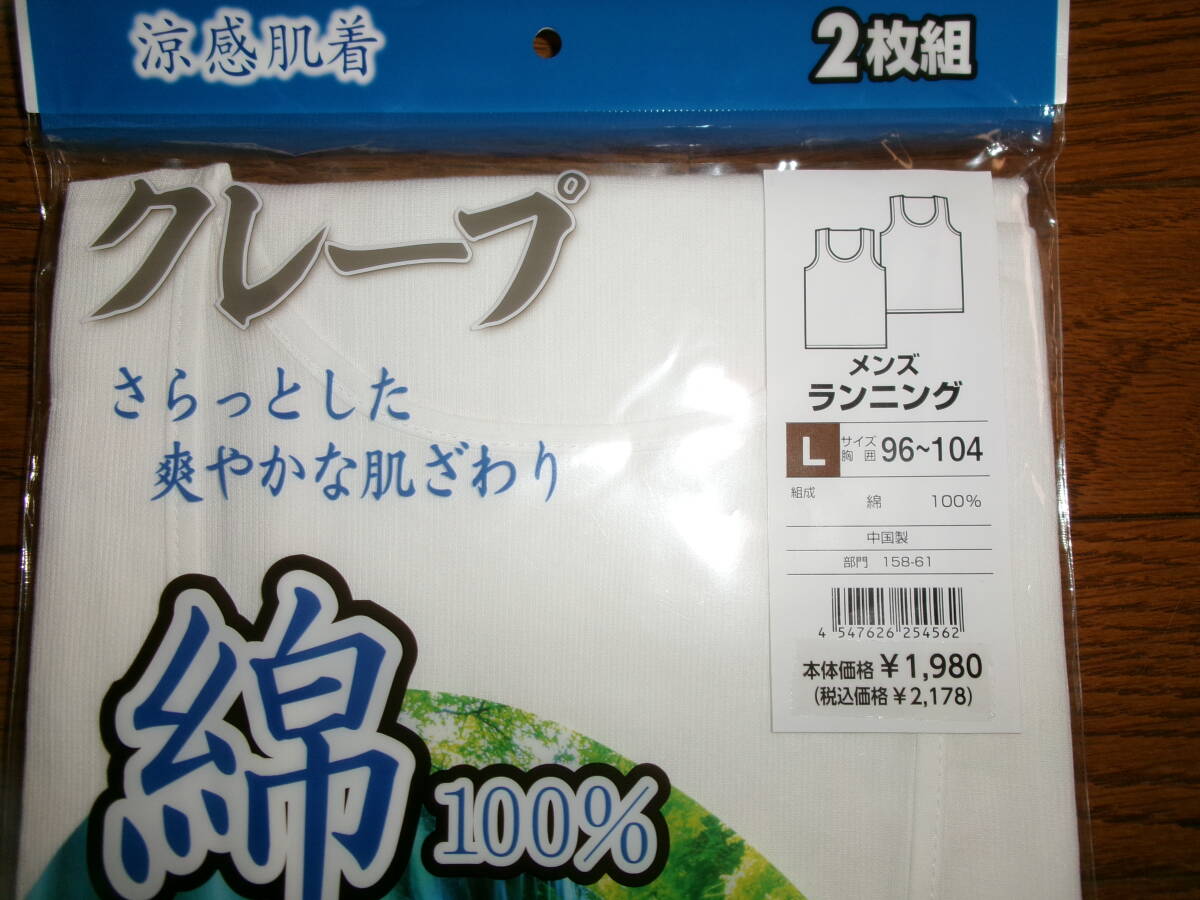 涼感肌着
2枚組
クレープ
さらっとした
爽やかな肌ざわり
綿
100%
メンズ
ランニング
L サイズ 胸囲 96~104
組成 綿 100%
中国製
部門 158-61
4 547626 254562
本体価格 ¥1,980
(税込価格 ¥2,178)